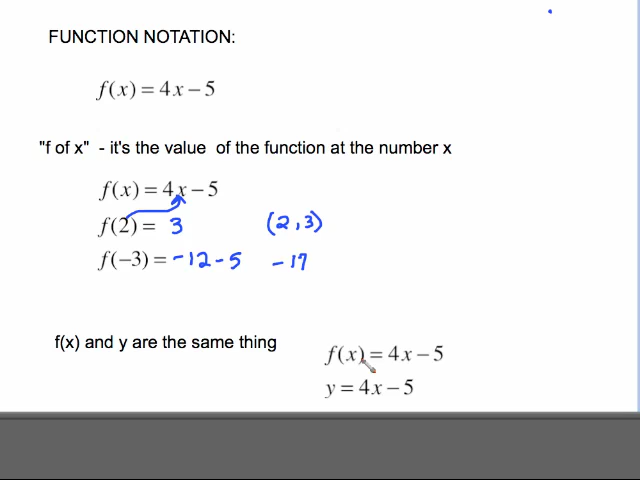 FUNCTION NOTATION:
f(x) = 4x − 5
"f of x" - it's the value of the function at the number x
f(x) = 4x − 5
f(2) = 3 (2,3)
f(−3) = −12 − 5 −17
f(x) and y are the same thing
f(x) = 4x − 5
y = 4x − 5